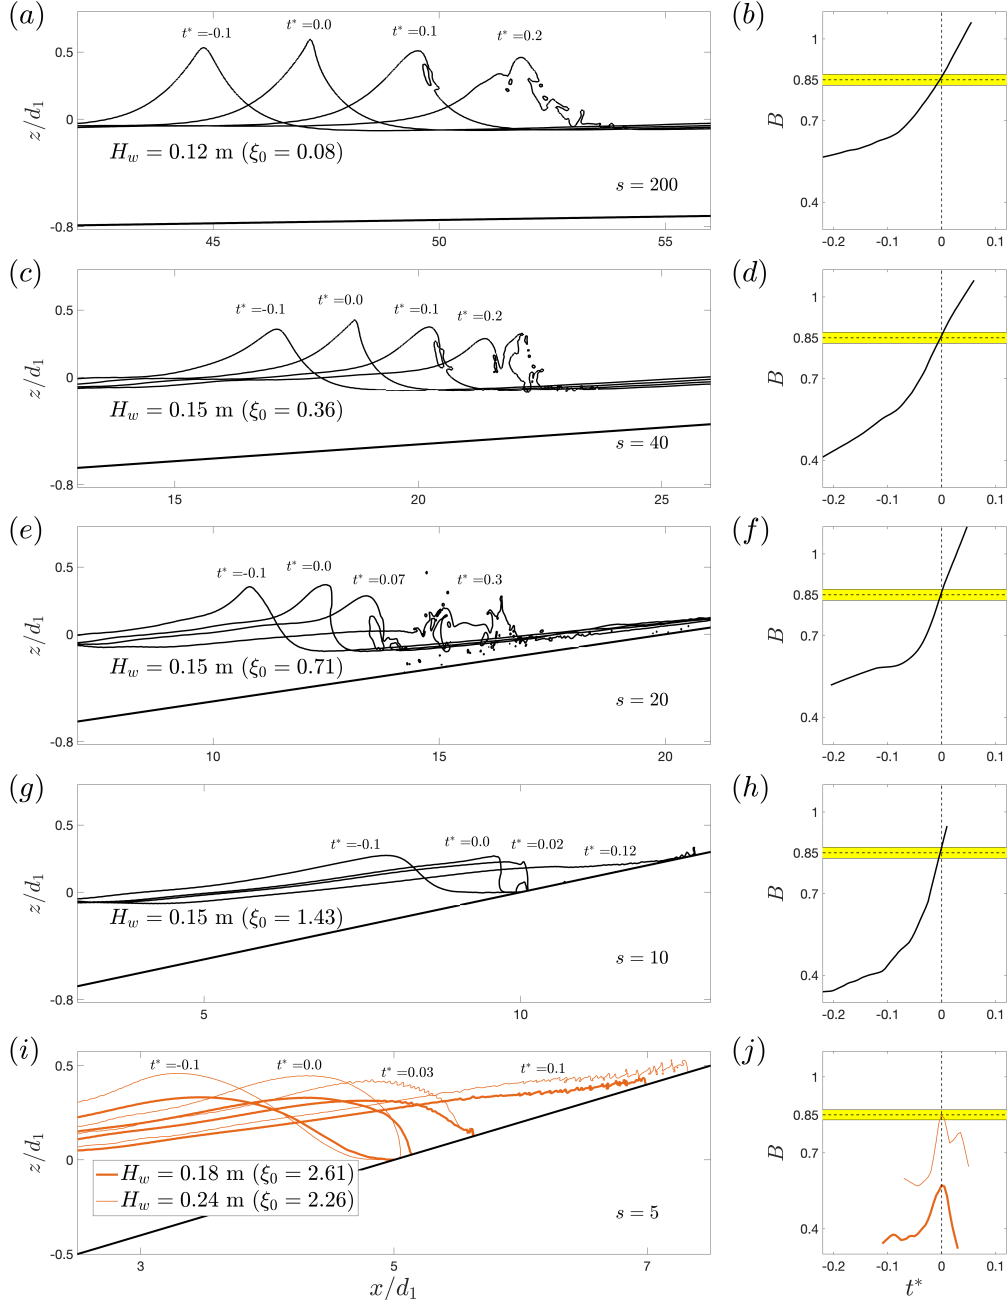 (a)
t* =-0.1
t* =0.0
t* =0.1
t* =0.2
0.5
0
-0.8
z/d₁
H_w = 0.12 m (ξ₀ = 0.08)
s = 200
45
50
55
(b)
1
0.85
0.7
0.4
B
-0.2
-0.1
0
0.1
(c)
t* =-0.1
t* =0.0
t* =0.1
t* =0.2
0.5
0
-0.8
z/d₁
H_w = 0.15 m (ξ₀ = 0.36)
s = 40
15
20
25
(d)
1
0.85
0.7
0.4
B
-0.2
-0.1
0
0.1
(e)
t* =-0.1
t* =0.0
t* =0.07
t* =0.3
0.5
0
-0.8
z/d₁
H_w = 0.15 m (ξ₀ = 0.71)
s = 20
10
15
20
(f)
1
0.85
0.7
0.4
B
-0.2
-0.1
0
0.1
(g)
t* =-0.1
t* =0.0
t* =0.02
t* =0.12
0.5
0
-0.8
z/d₁
H_w = 0.15 m (ξ₀ = 1.43)
s = 10
5
10
(h)
1
0.85
0.7
0.4
B
-0.2
-0.1
0
0.1
(i)
t* =-0.1
t* =0.0
t* =0.03
t* =0.1
0.5
0
-0.5
z/d₁
H_w = 0.18 m (ξ₀ = 2.61)
H_w = 0.24 m (ξ₀ = 2.26)
s = 5
3
5
7
x/d₁
(j)
1
0.85
0.7
0.4
B
-0.2
-0.1
0
0.1
t*